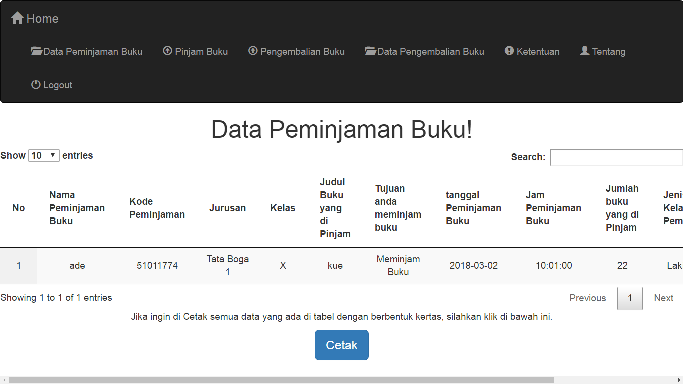 Home
Data Peminjaman Buku Pinjam Buku Pengembalian Buku Data Pengembalian Buku Ketentuan Tentang
Logout
Data Peminjaman Buku!
Show 10 entries Search:
No Nama Peminjaman Buku Kode Peminjaman Jurusan Kelas Judul Buku yang di Pinjam Tujuan anda meminjam buku tanggal Peminjaman Buku Jam Peminjaman Buku Jumlah buku yang di Pinjam
1 ade 51011774 Tata Boga 1 X kue Meminjam Buku 2018-03-02 10:01:00 22
Showing 1 to 1 of 1 entries Previous 1 Next
Jika ingin di Cetak semua data yang ada di tabel dengan berbentuk kertas, silahkan klik di bawah ini.
Cetak